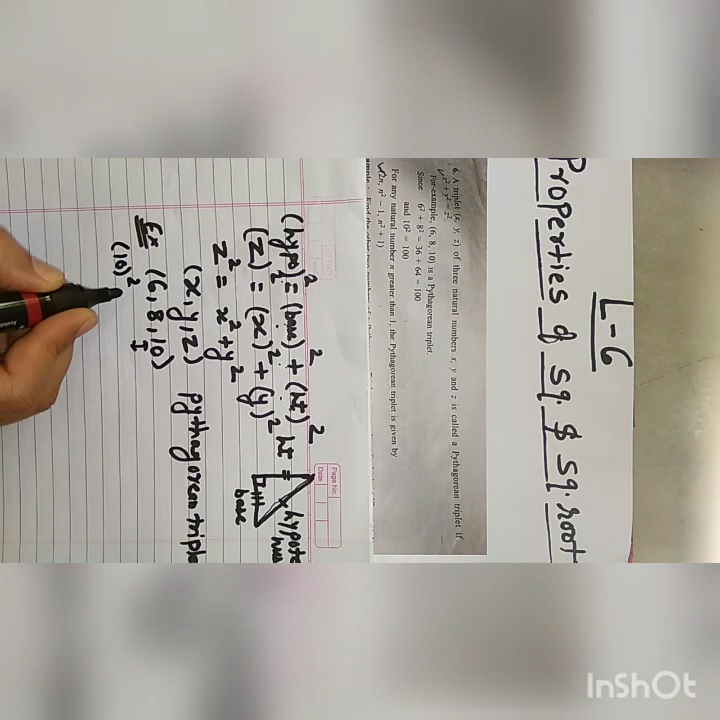 L-6
Properties of Sq. & Sq. root
6. A triplet (x, y, z) of three natural numbers x, y and z is called a Pythagorean triplet if
x² + y² = z².
For example, (6, 8, 10) is a Pythagorean triplet.
Since 6² + 8² = 36 + 64 = 100
and 10² = 100
For any natural number n greater than 1, the Pythagorean triplet is given by
(2n, n² − 1, n² + 1)
Page No.
Date
(hypo)² = (base)² + (ht)²
(z)² = (x)² + (y)²
z² = x² + y²
ht
base
(x, y, z) pythagorean triple
Ex (6, 8, 10)
(10)²
InShOt